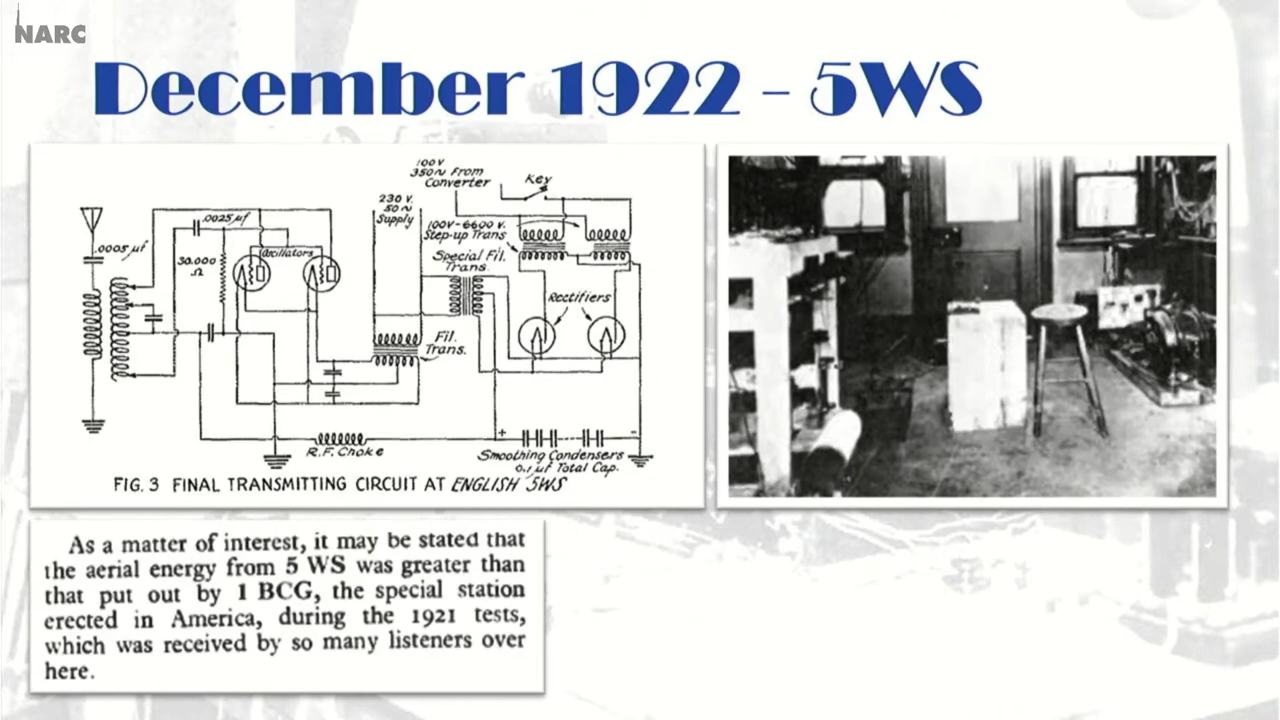 NARC
December 1922 - 5WS
100V
350∿ From
Converter
Key
230 V.
50∿
Supply
100V-6600 V.
Step-up Trans.
.0025µf
.0005 µf
30.000
Ω
Oscillators
Special Fil.
Trans.
Rectifiers
Fil.
Trans.
R.F. Choke
+
-
Smoothing Condensers
0.1 µf Total Cap.
FIG. 3 FINAL TRANSMITTING CIRCUIT AT ENGLISH 5WS
As a matter of interest, it may be stated that
the aerial energy from 5 WS was greater than
that put out by 1 BCG, the special station
erected in America, during the 1921 tests,
which was received by so many listeners over
here.